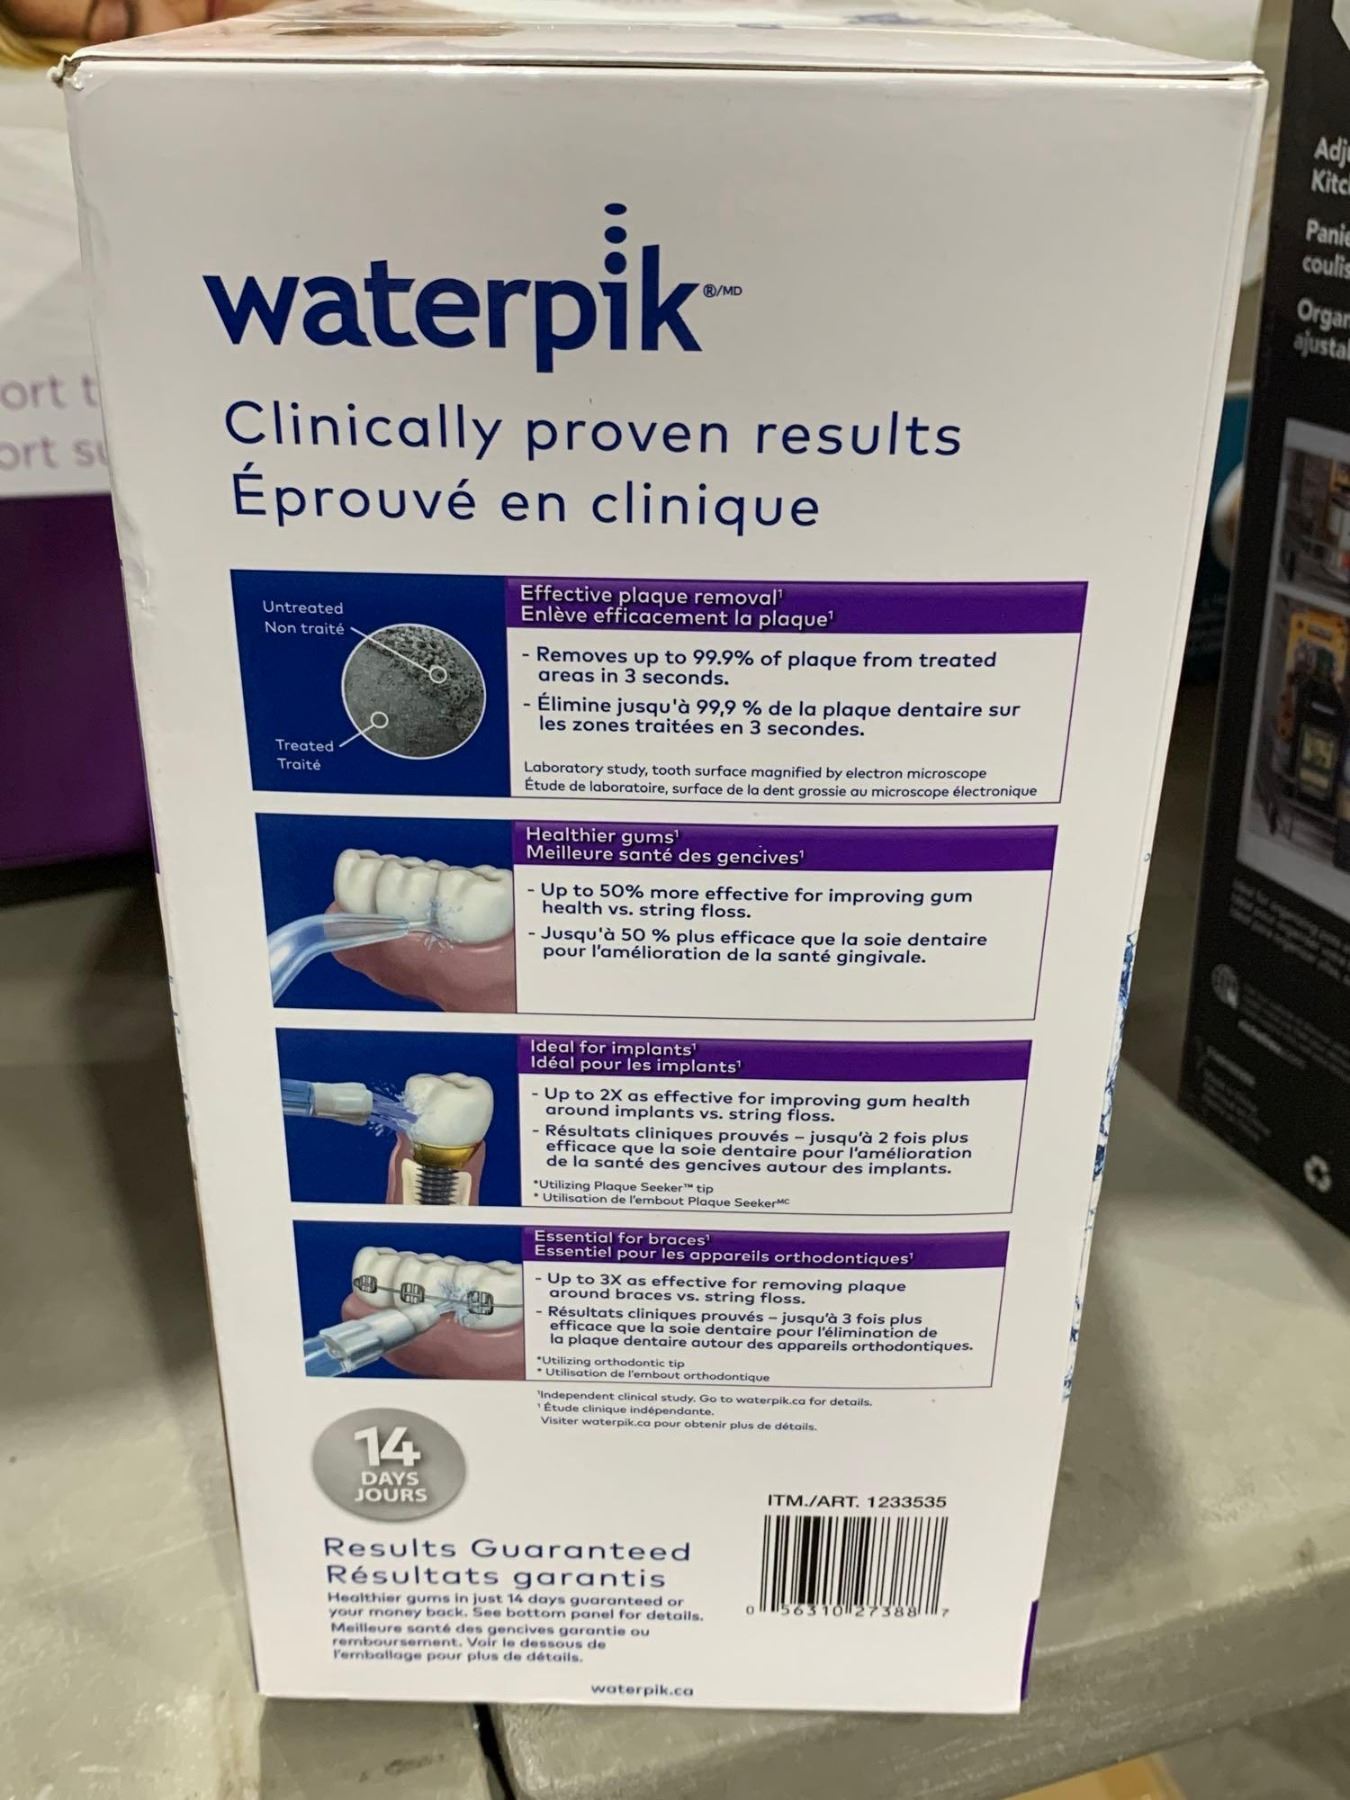 waterpik®/MD
Clinically proven results
Éprouvé en clinique
Untreated
Non traité
Treated
Traité
Effective plaque removal¹
Enlève efficacement la plaque¹
- Removes up to 99.9% of plaque from treated
areas in 3 seconds.
- Élimine jusqu'à 99,9 % de la plaque dentaire sur
les zones traitées en 3 secondes.
Laboratory study, tooth surface magnified by electron microscope
Étude de laboratoire, surface de la dent grossie au microscope électronique
Healthier gums¹
Meilleure santé des gencives¹
- Up to 50% more effective for improving gum
health vs. string floss.
- Jusqu'à 50 % plus efficace que la soie dentaire
pour l'amélioration de la santé gingivale.
Ideal for implants¹
Idéal pour les implants¹
- Up to 2X as effective for improving gum health
around implants vs. string floss.
- Résultats cliniques prouvés – jusqu'à 2 fois plus
efficace que la soie dentaire pour l'amélioration
de la santé des gencives autour des implants.
*Utilizing Plaque Seeker™ tip
* Utilisation de l'embout Plaque Seekerᴹᶜ
Essential for braces¹
Essentiel pour les appareils orthodontiques¹
- Up to 3X as effective for removing plaque
around braces vs. string floss.
- Résultats cliniques prouvés – jusqu'à 3 fois plus
efficace que la soie dentaire pour l'élimination de
la plaque dentaire autour des appareils orthodontiques.
*Utilizing orthodontic tip
* Utilisation de l'embout orthodontique
¹Independent clinical study. Go to waterpik.ca for details.
¹ Étude clinique indépendante.
Visiter waterpik.ca pour obtenir plus de détails.
14
DAYS
JOURS
Results Guaranteed
Résultats garantis
Healthier gums in just 14 days guaranteed or
your money back. See bottom panel for details.
Meilleure santé des gencives garantie ou
remboursement. Voir le dessous de
l'emballage pour plus de détails.
waterpik.ca
ITM./ART. 1233535
0 56310 27388 7
ort t
ort su
Adj
Kitc
Panie
coulis
Organ
ajustal